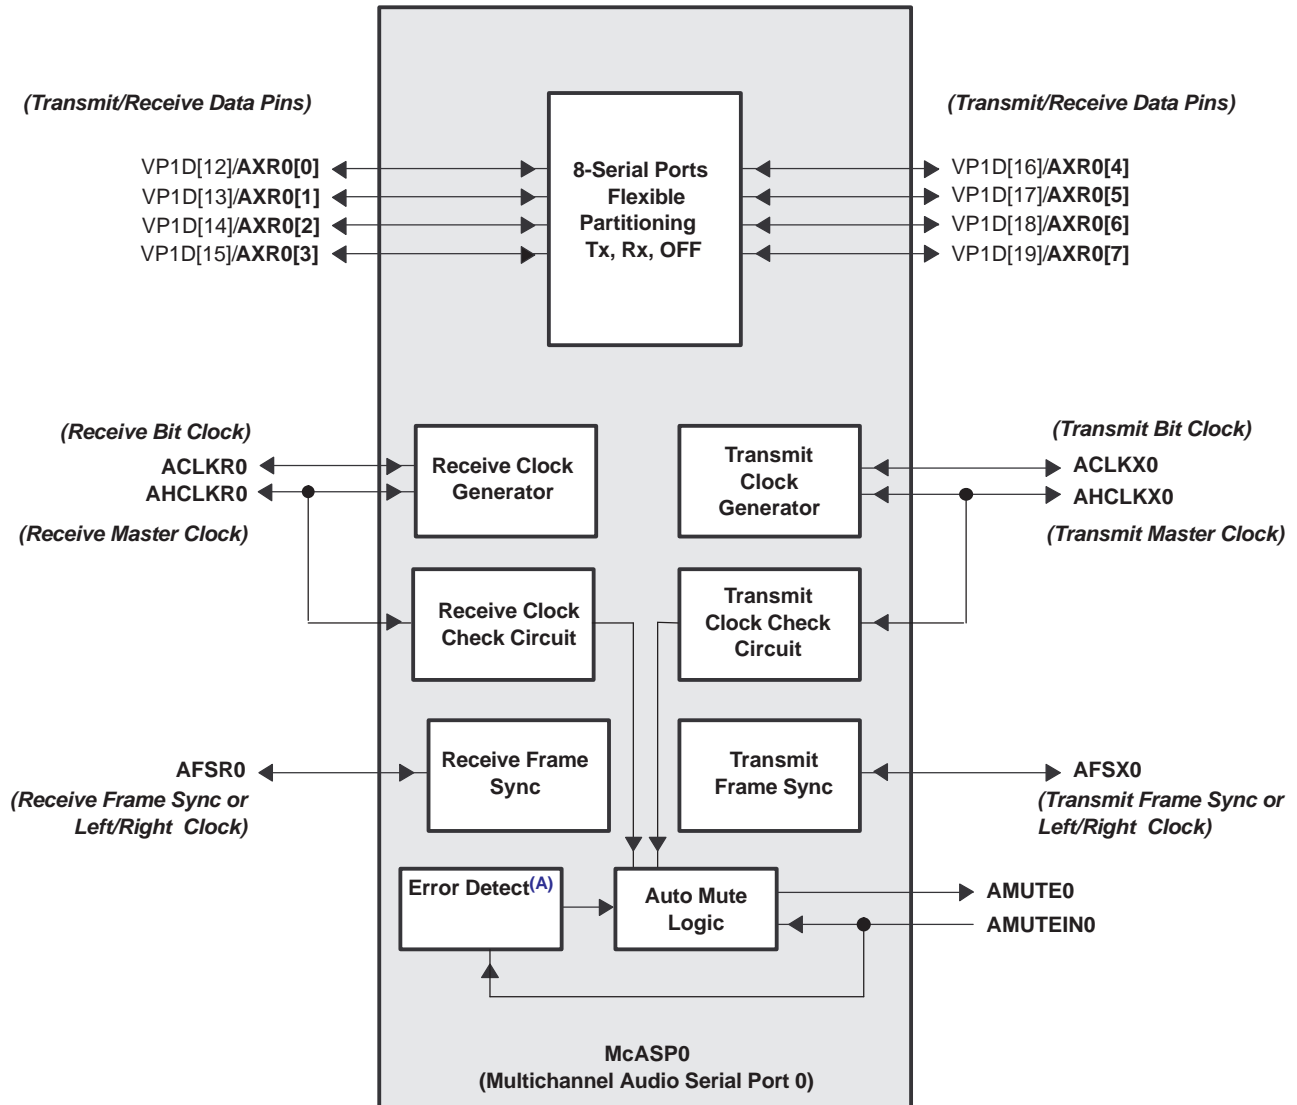 (Transmit/Receive Data Pins)
VP1D[12]/AXR0[0]
VP1D[13]/AXR0[1]
VP1D[14]/AXR0[2]
VP1D[15]/AXR0[3]
8-Serial Ports
Flexible
Partitioning
Tx, Rx, OFF
(Transmit/Receive Data Pins)
VP1D[16]/AXR0[4]
VP1D[17]/AXR0[5]
VP1D[18]/AXR0[6]
VP1D[19]/AXR0[7]
(Receive Bit Clock)
ACLKR0
AHCLKR0
(Receive Master Clock)
Receive Clock
Generator
Transmit
Clock
Generator
(Transmit Bit Clock)
ACLKX0
AHCLKX0
(Transmit Master Clock)
Receive Clock
Check Circuit
Transmit
Clock Check
Circuit
AFSR0
(Receive Frame Sync or
Left/Right Clock)
Receive Frame
Sync
Transmit
Frame Sync
AFSX0
(Transmit Frame Sync or
Left/Right Clock)
Error Detect(A)
Auto Mute
Logic
AMUTE0
AMUTEIN0
McASP0
(Multichannel Audio Serial Port 0)